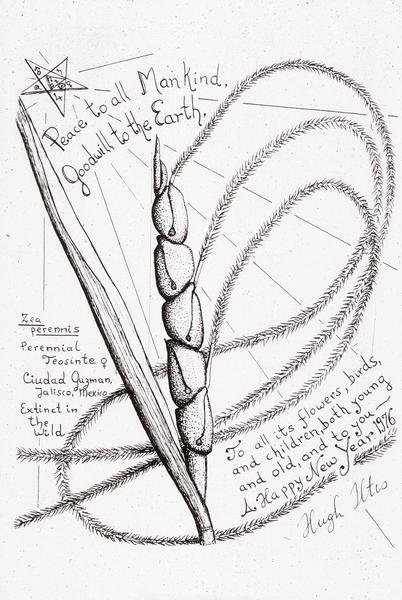 Peace to all Mankind,
Goodwill to the Earth,
Zea
perennis
Perennial
Teosinte ♀
Ciudad Guzman,
Jalisco, Mexico
Extinct in
the
wild
To all its flowers, birds,
and children, both young
and old, and to you —
A Happy New Year. 1976
Hugh Iltis